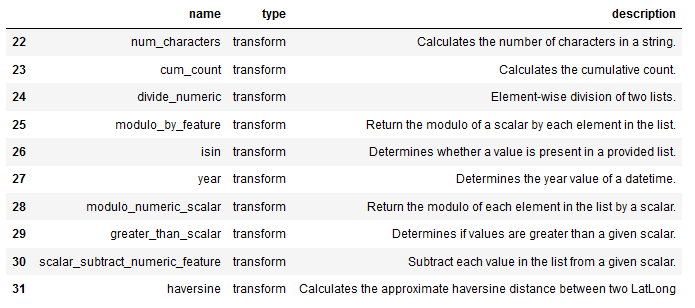 name type description
22 num_characters transform Calculates the number of characters in a string.
23 cum_count transform Calculates the cumulative count.
24 divide_numeric transform Element-wise division of two lists.
25 modulo_by_feature transform Return the modulo of a scalar by each element in the list.
26 isin transform Determines whether a value is present in a provided list.
27 year transform Determines the year value of a datetime.
28 modulo_numeric_scalar transform Return the modulo of each element in the list by a scalar.
29 greater_than_scalar transform Determines if values are greater than a given scalar.
30 scalar_subtract_numeric_feature transform Subtract each value in the list from a given scalar.
31 haversine transform Calculates the approximate haversine distance between two LatLong